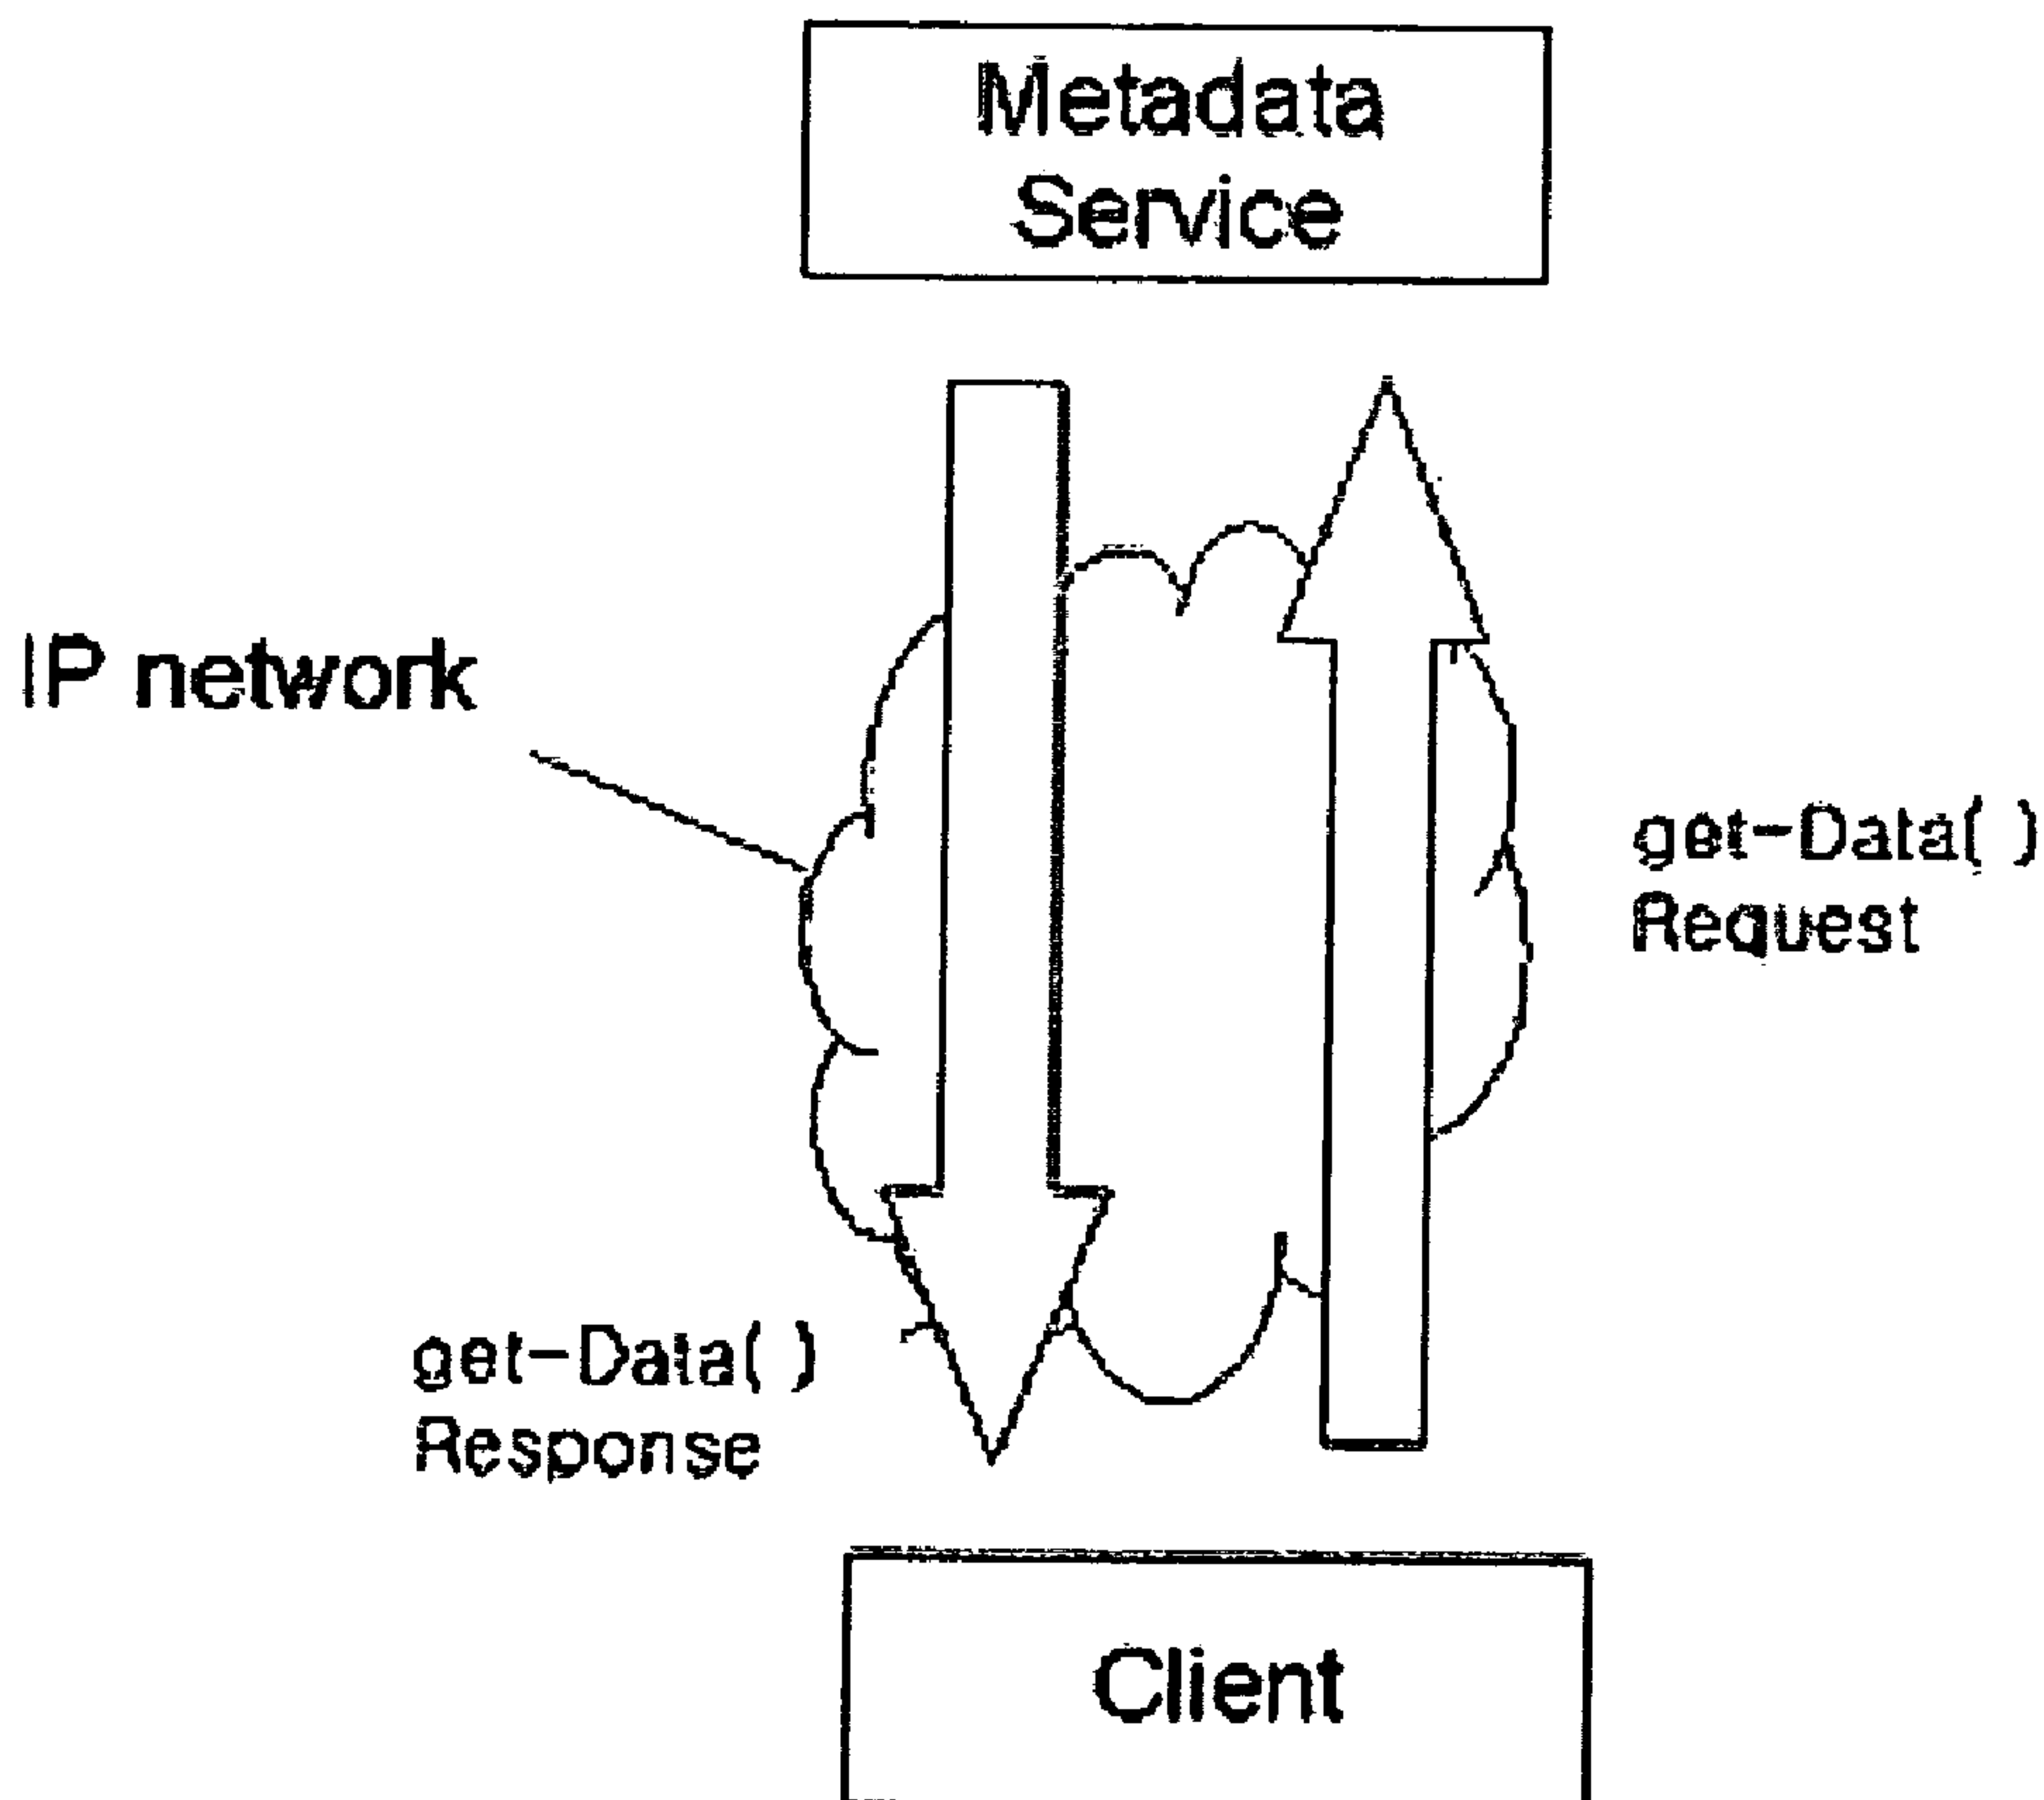 Metadata
Service
IP network
get-Data( )
Request
get-Data( )
Response
Client